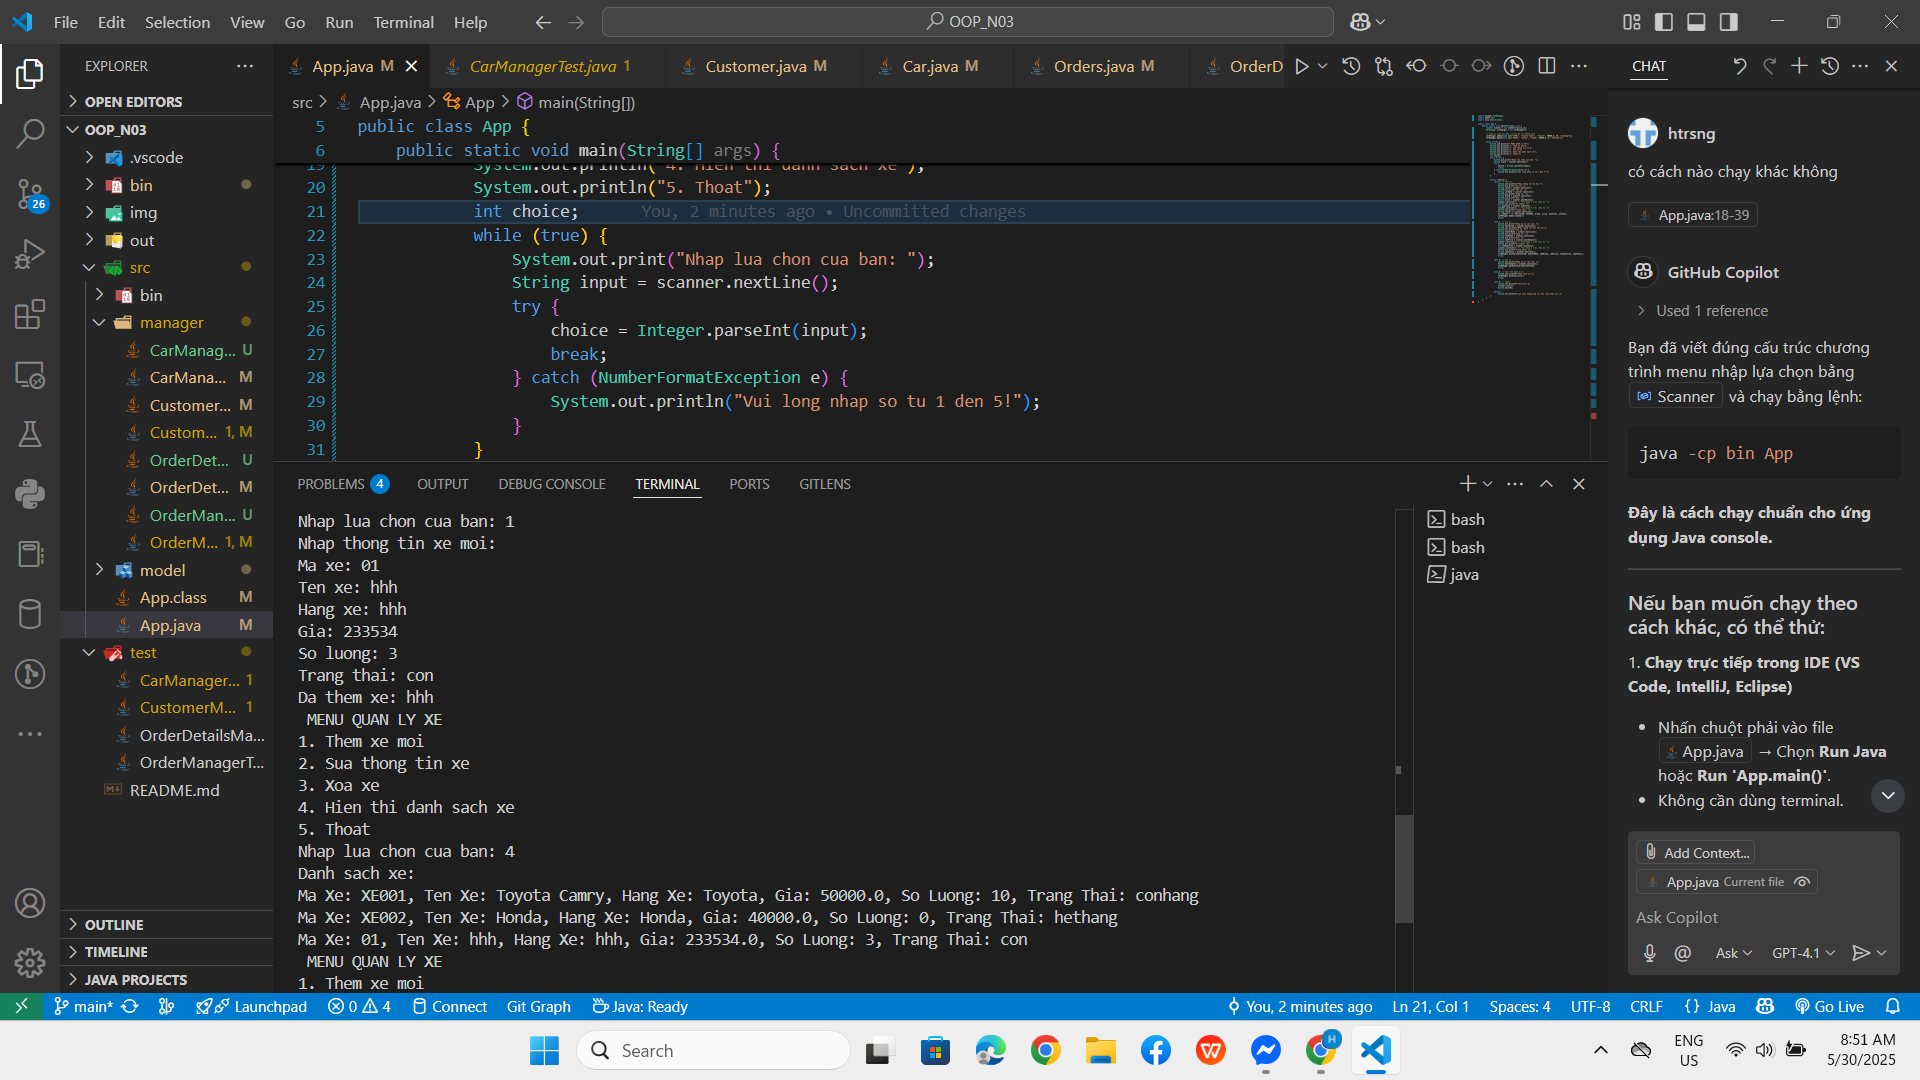 File Edit Selection View Go Run Terminal Help
OOP_N03
EXPLORER
OPEN EDITORS
OOP_N03
.vscode
bin
img
out
src
bin
manager
CarManag... U
CarMana... M
Customer... M
Custom... 1, M
OrderDet... U
OrderDet... M
OrderMan... U
OrderM... 1, M
model
App.class M
App.java M
test
CarManager... 1
CustomerM... 1
OrderDetailsMa...
OrderManagerT...
README.md
OUTLINE
TIMELINE
JAVA PROJECTS
26
App.java M
CarManagerTest.java 1
Customer.java M
Car.java M
Orders.java M
OrderD
src > App.java > App > main(String[])
5 public class App {
6 public static void main(String[] args) {
19 System.out.println("4. Hien thi danh sach xe");
20 System.out.println("5. Thoat");
21 int choice; You, 2 minutes ago • Uncommitted changes
22 while (true) {
23 System.out.print("Nhap lua chon cua ban: ");
24 String input = scanner.nextLine();
25 try {
26 choice = Integer.parseInt(input);
27 break;
28 } catch (NumberFormatException e) {
29 System.out.println("Vui long nhap so tu 1 den 5!");
30 }
31 }
PROBLEMS 4 OUTPUT DEBUG CONSOLE TERMINAL PORTS GITLENS
Nhap lua chon cua ban: 1
Nhap thong tin xe moi:
Ma xe: 01
Ten xe: hhh
Hang xe: hhh
Gia: 233534
So luong: 3
Trang thai: con
Da them xe: hhh
MENU QUAN LY XE
1. Them xe moi
2. Sua thong tin xe
3. Xoa xe
4. Hien thi danh sach xe
5. Thoat
Nhap lua chon cua ban: 4
Danh sach xe:
Ma Xe: XE001, Ten Xe: Toyota Camry, Hang Xe: Toyota, Gia: 50000.0, So Luong: 10, Trang Thai: conhang
Ma Xe: XE002, Ten Xe: Honda, Hang Xe: Honda, Gia: 40000.0, So Luong: 0, Trang Thai: hethang
Ma Xe: 01, Ten Xe: hhh, Hang Xe: hhh, Gia: 233534.0, So Luong: 3, Trang Thai: con
MENU QUAN LY XE
1. Them xe moi
bash
bash
java
CHAT
htrsng
có cách nào chạy khác không
App.java:18-39
GitHub Copilot
Used 1 reference
Bạn đã viết đúng cấu trúc chương
trình menu nhập lựa chọn bằng
Scanner và chạy bằng lệnh:
java -cp bin App
Đây là cách chạy chuẩn cho ứng
dụng Java console.
Nếu bạn muốn chạy theo
cách khác, có thể thử:
1. Chạy trực tiếp trong IDE (VS
Code, IntelliJ, Eclipse)
• Nhấn chuột phải vào file
App.java → Chọn Run Java
hoặc Run 'App.main()'.
• Không cần dùng terminal.
Add Context...
App.java Current file
Ask Copilot
@ Ask GPT-4.1
main* Launchpad 0 4 Connect Git Graph Java: Ready
You, 2 minutes ago Ln 21, Col 1 Spaces: 4 UTF-8 CRLF {} Java Go Live
Search
H
ENG
US
8:51 AM
5/30/2025